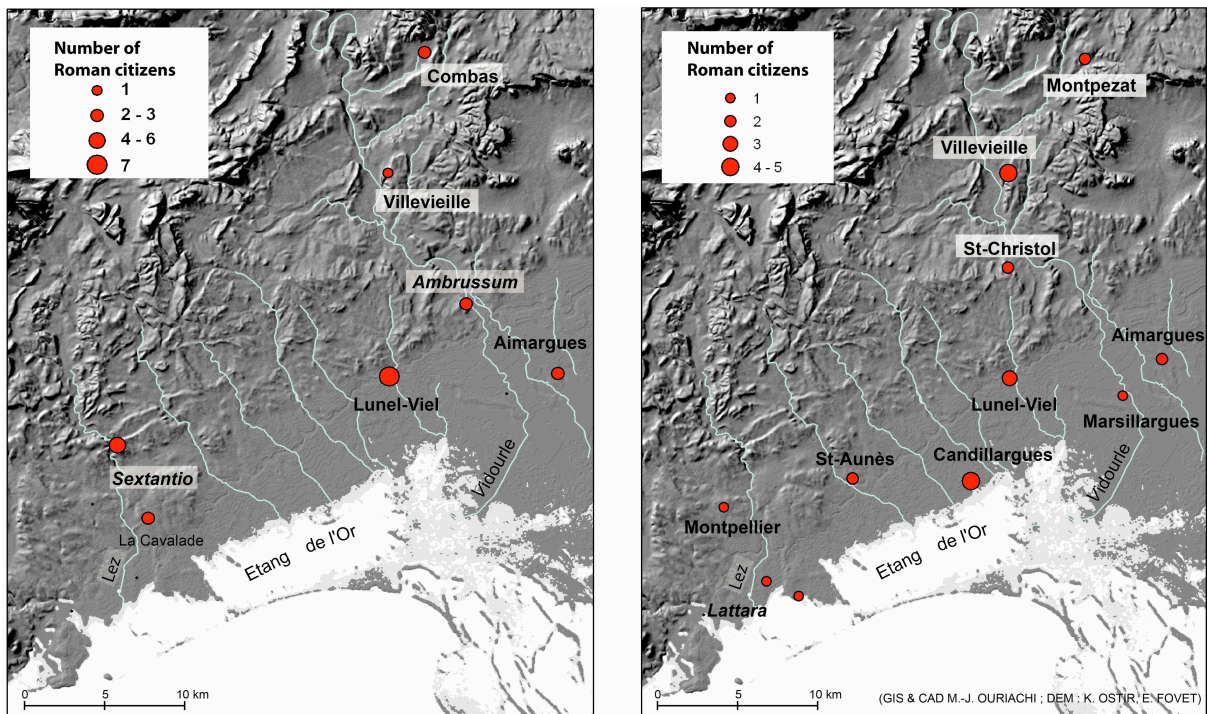 Number of
Roman citizens
1
2 - 3
4 - 6
7
Combas
Villevieille
Ambrussum
Aimargues
Lunel-Viel
Sextantio
Vidourle
La Cavalade
Lez
Etang de l'Or
0 5 10 km
Number of
Roman citizens
1
2
3
4 - 5
Montpezat
Villevieille
St-Christol
Aimargues
Lunel-Viel
Marsillargues
St-Aunès
Candillargues
Vidourle
Montpellier
Etang de l'Or
Lez
Lattara
0 5 10 km
(GIS & CAD M.-J. OURIACHI ; DEM : K. OSTIR, E. FOVET)